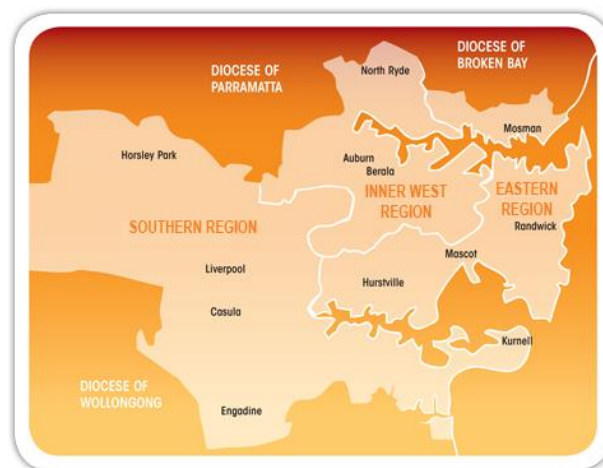 DIOCESE OF
BROKEN BAY
DIOCESE OF
PARRAMATTA
North Ryde
Mosman
Horsley Park
Auburn
Berala
INNER WEST
REGION
EASTERN
REGION
SOUTHERN REGION
Randwick
Mascot
Liverpool
Hurstville
Casula
Kurnell
DIOCESE OF
WOLLONGONG
Engadine